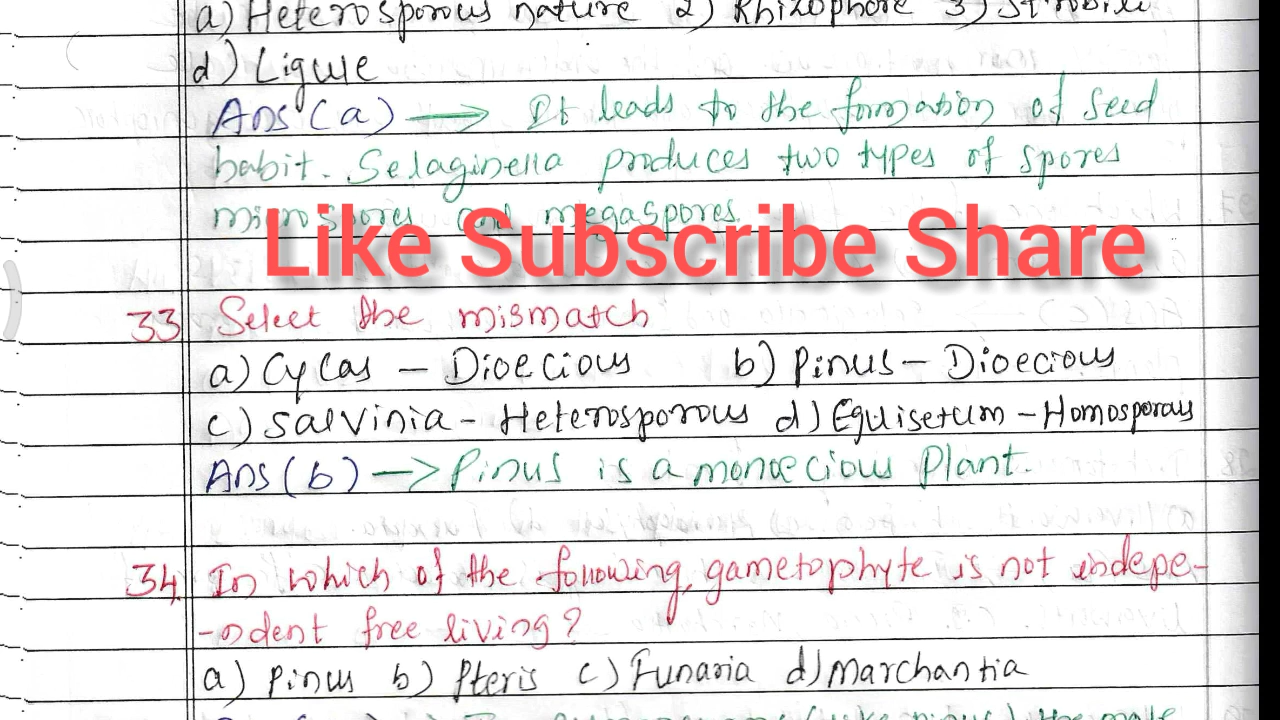 a) Heterosporous nature 2) Rhizophore 3) Strobili
d) Ligule
Ans (a) → It leads to the formation of seed
habit. Selaginella produces two types of spores
microspores and megaspores.
Like Subscribe Share
33 Select the mismatch
a) Cycas – Dioecious b) Pinus – Dioecious
c) Salvinia – Heterosporous d) Equisetum – Homosporous
Ans (b) → Pinus is a monoecious plant.
34. In which of the following, gametophyte is not indepe-
-ndent free living?
a) Pinus b) Pteris c) Funaria d) Marchantia